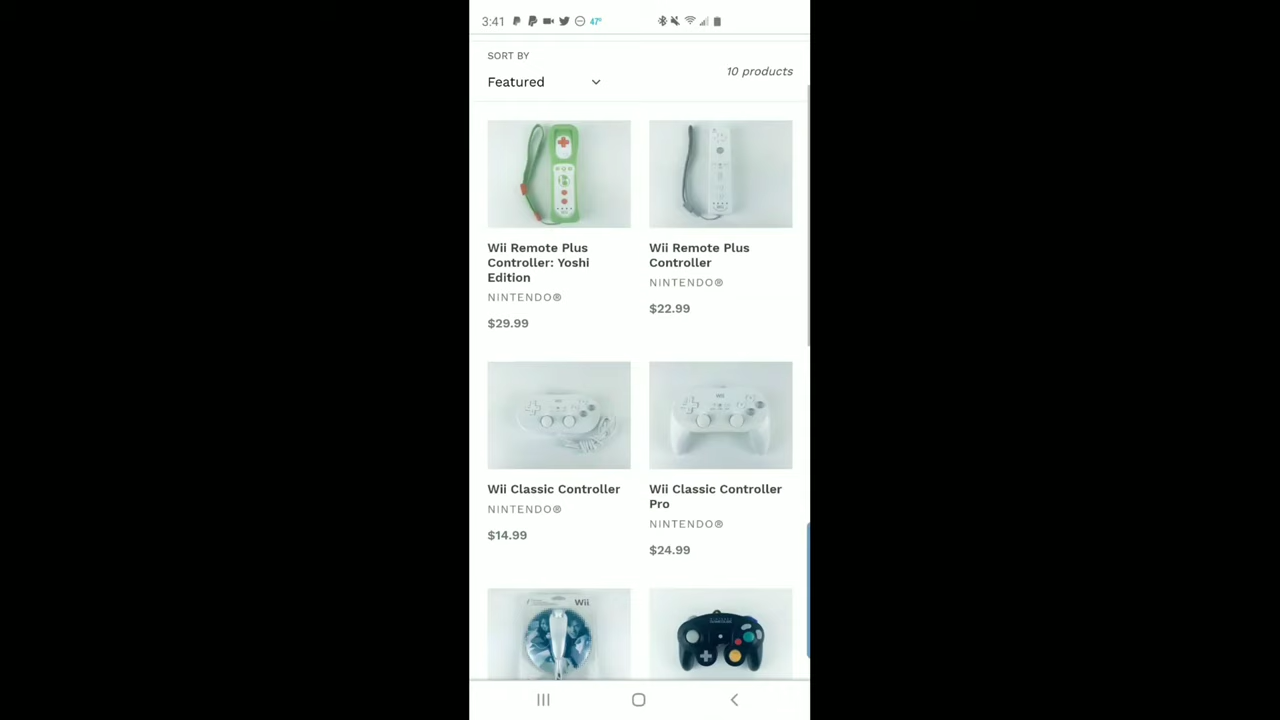 3:41
47°
SORT BY
Featured
10 products
Wii Remote Plus
Controller: Yoshi
Edition
NINTENDO®
$29.99
Wii Remote Plus
Controller
NINTENDO®
$22.99
Wii Classic Controller
NINTENDO®
$14.99
Wii Classic Controller
Pro
NINTENDO®
$24.99
Wii